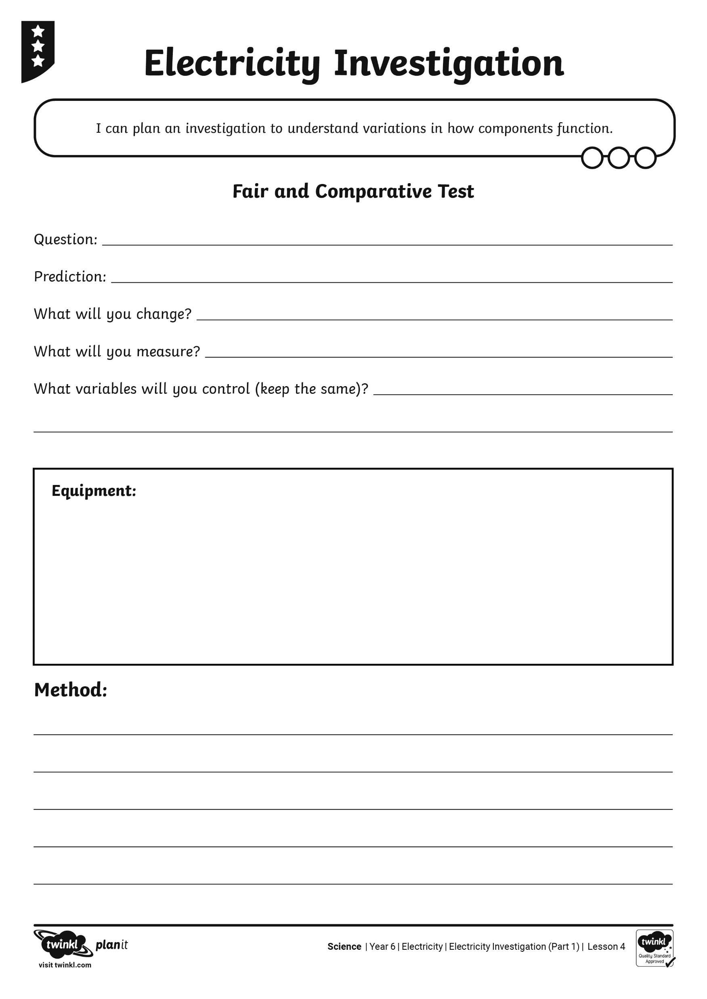 Electricity Investigation
I can plan an investigation to understand variations in how components function.
Fair and Comparative Test
Question:
Prediction:
What will you change?
What will you measure?
What variables will you control (keep the same)?
Equipment:
Method:
twinkl planit
visit twinkl.com
Science | Year 6 | Electricity | Electricity Investigation (Part 1) | Lesson 4
twinkl
Quality Standard
Approved